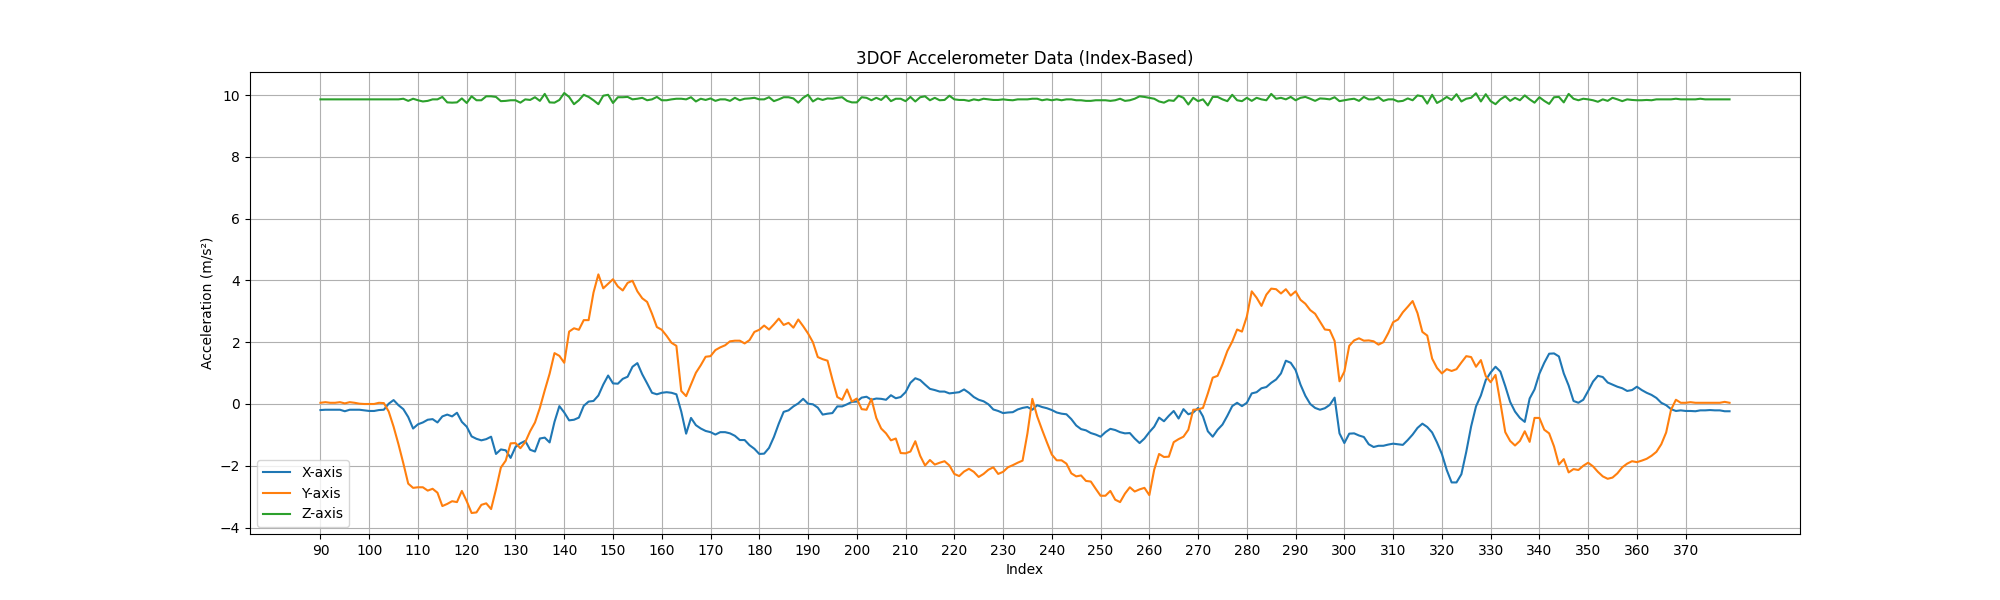 3DOF Accelerometer Data (Index-Based)
Acceleration (m/s²)
10
8
6
4
2
0
−2
−4
X-axis
Y-axis
Z-axis
90 100 110 120 130 140 150 160 170 180 190 200 210 220 230 240 250 260 270 280 290 300 310 320 330 340 350 360 370
Index